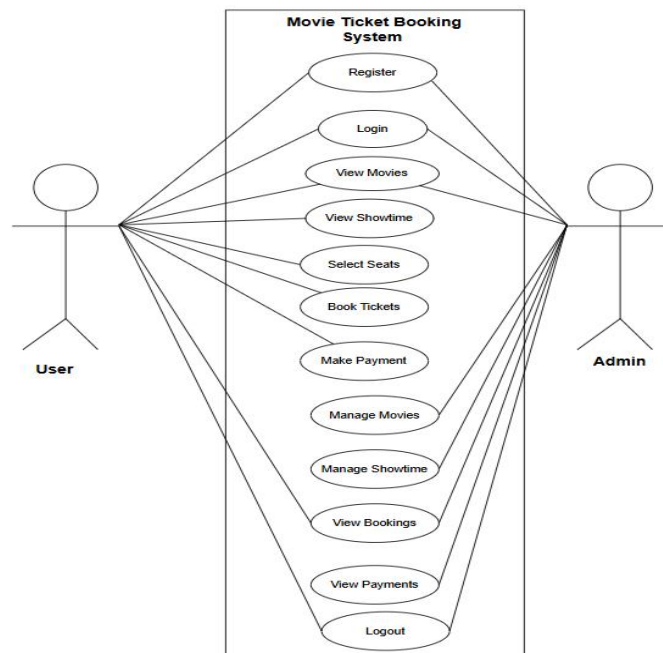 Movie Ticket Booking
System
Register
Login
View Movies
View Showtime
Select Seats
Book Tickets
Make Payment
User
Admin
Manage Movies
Manage Showtime
View Bookings
View Payments
Logout